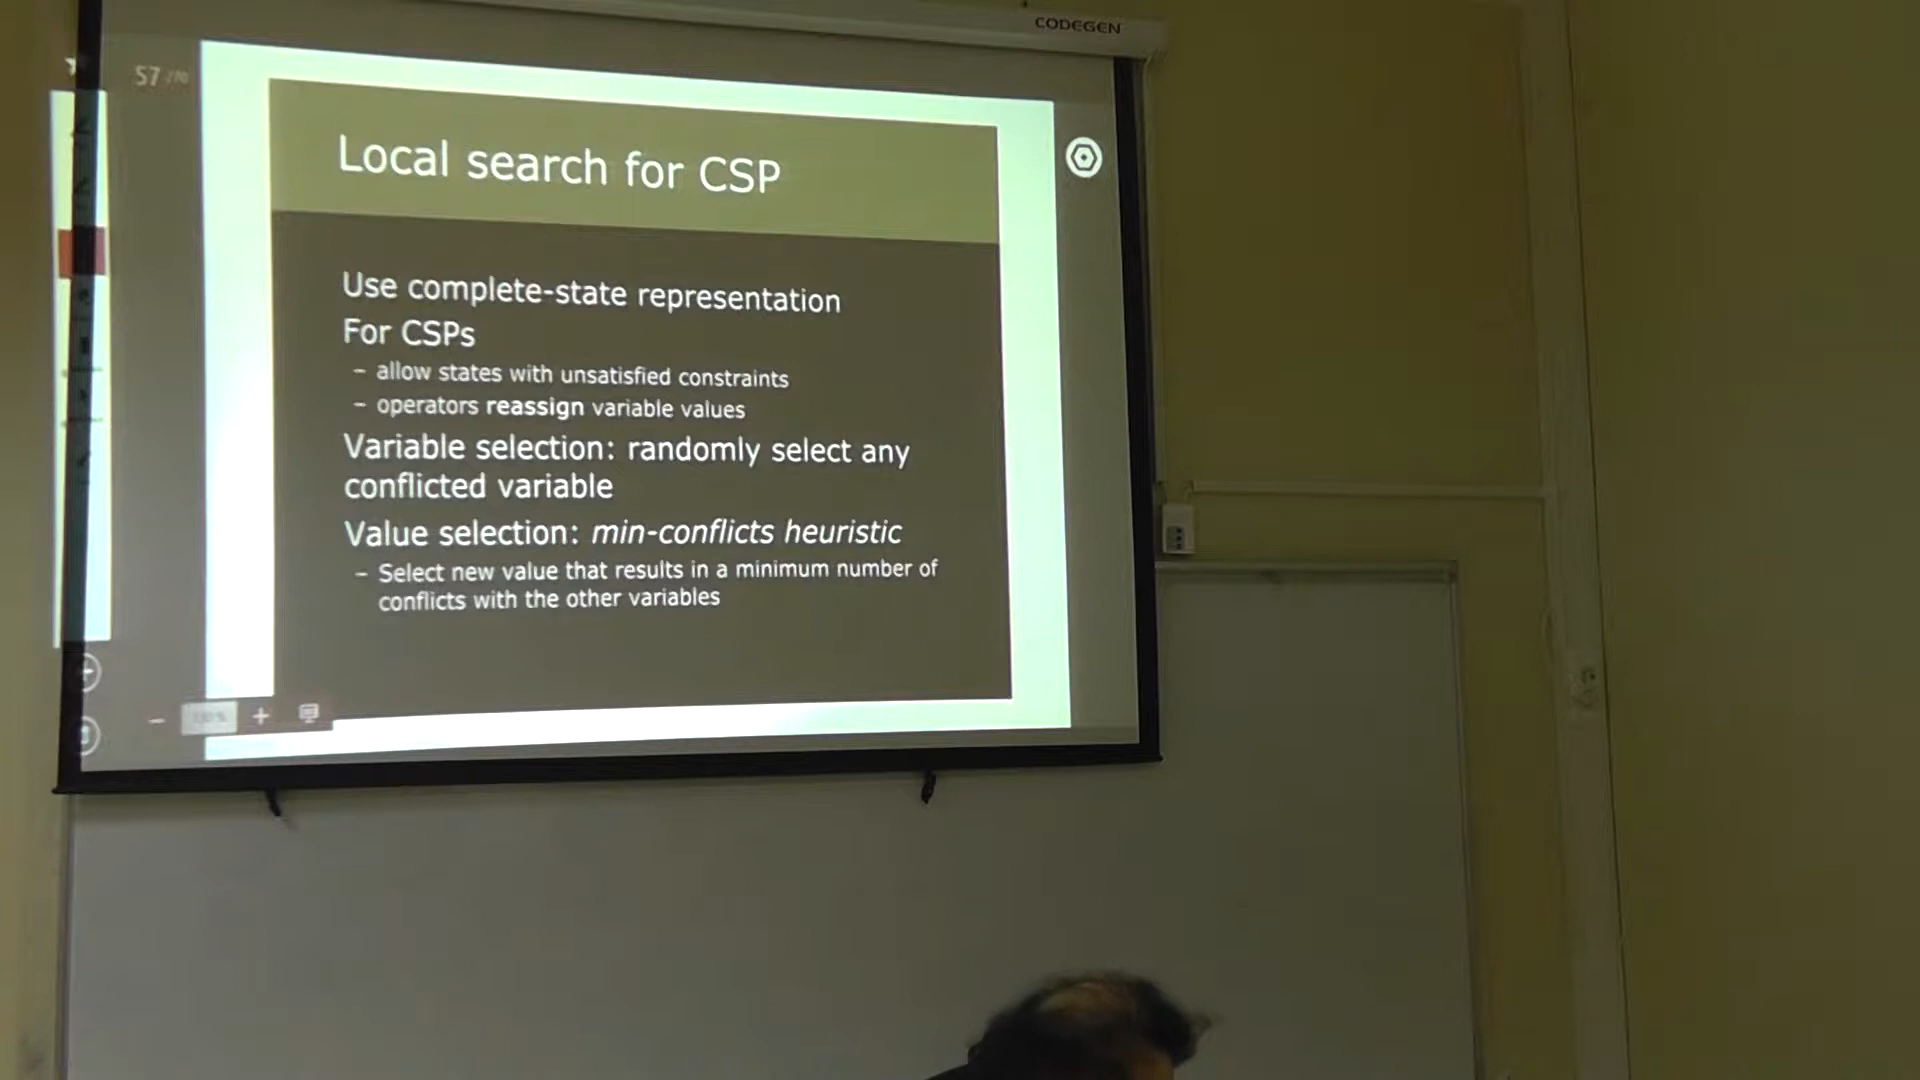 CODEGEN
57 /70
Local search for CSP
Use complete-state representation
For CSPs
– allow states with unsatisfied constraints
– operators reassign variable values
Variable selection: randomly select any
conflicted variable
Value selection: min-conflicts heuristic
– Select new value that results in a minimum number of
conflicts with the other variables